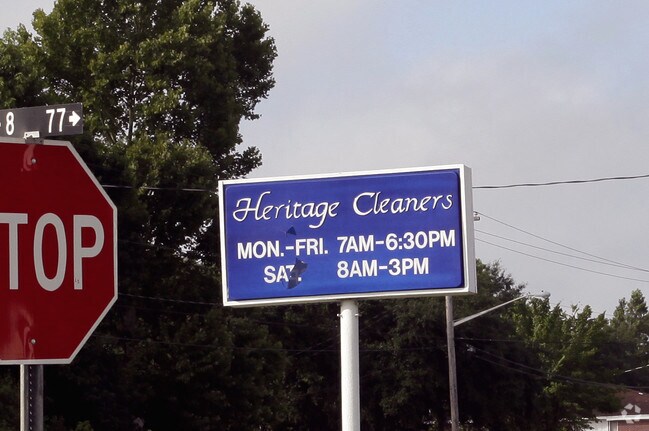 8 77→
TOP
Heritage Cleaners
MON.-FRI. 7AM-6:30PM
SAT. 8AM-3PM